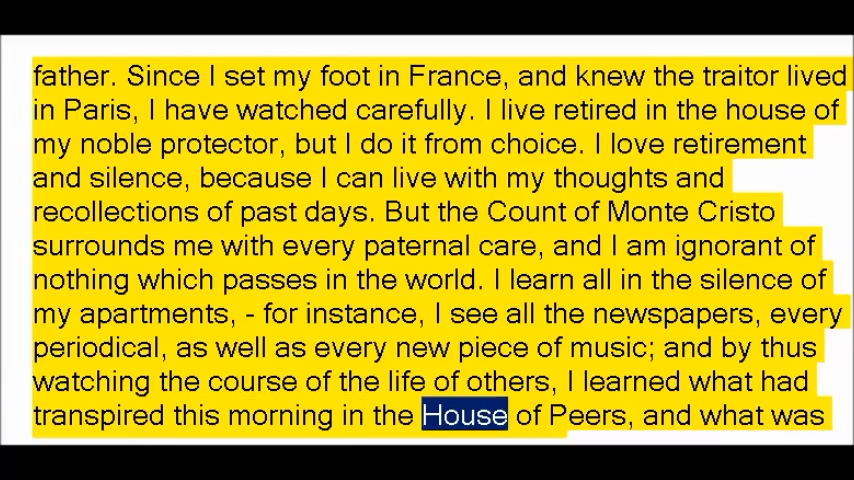 father. Since I set my foot in France, and knew the traitor lived
in Paris, I have watched carefully. I live retired in the house of
my noble protector, but I do it from choice. I love retirement
and silence, because I can live with my thoughts and
recollections of past days. But the Count of Monte Cristo
surrounds me with every paternal care, and I am ignorant of
nothing which passes in the world. I learn all in the silence of
my apartments, - for instance, I see all the newspapers, every
periodical, as well as every new piece of music; and by thus
watching the course of the life of others, I learned what had
transpired this morning in the House of Peers, and what was